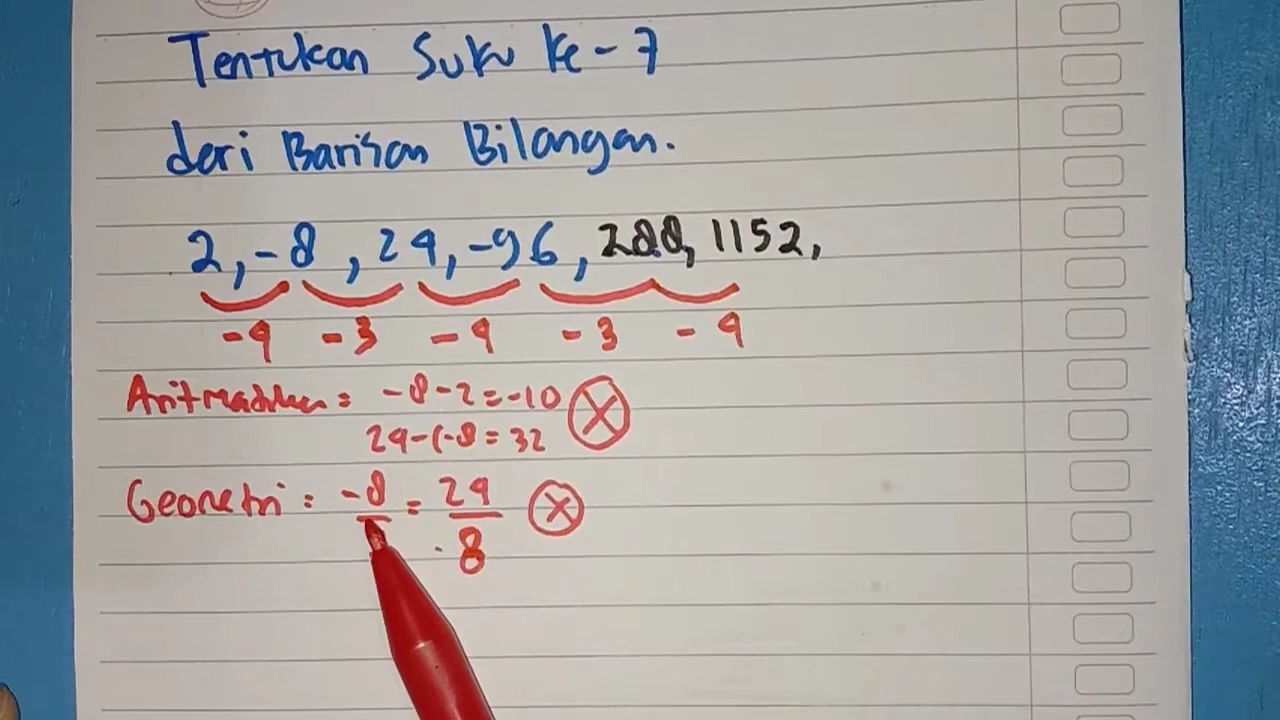 Tentukan Suku Ke-7
dari Barisan Bilangan.
2, -8, 24, -96, 288, 1152,
-4 -3 -4 -3 -4
Aritmadika = -8-2=-10
24-(-8=32
Geometri = -8/ = 24/8